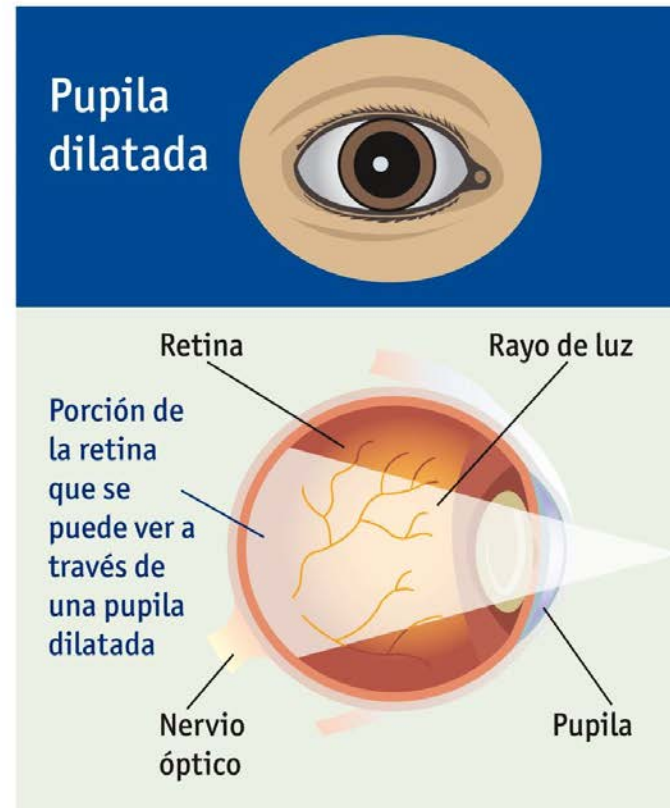 Pupila
dilatada
Retina
Rayo de luz
Porción de
la retina
que se
puede ver a
través de
una pupila
dilatada
Nervio
óptico
Pupila